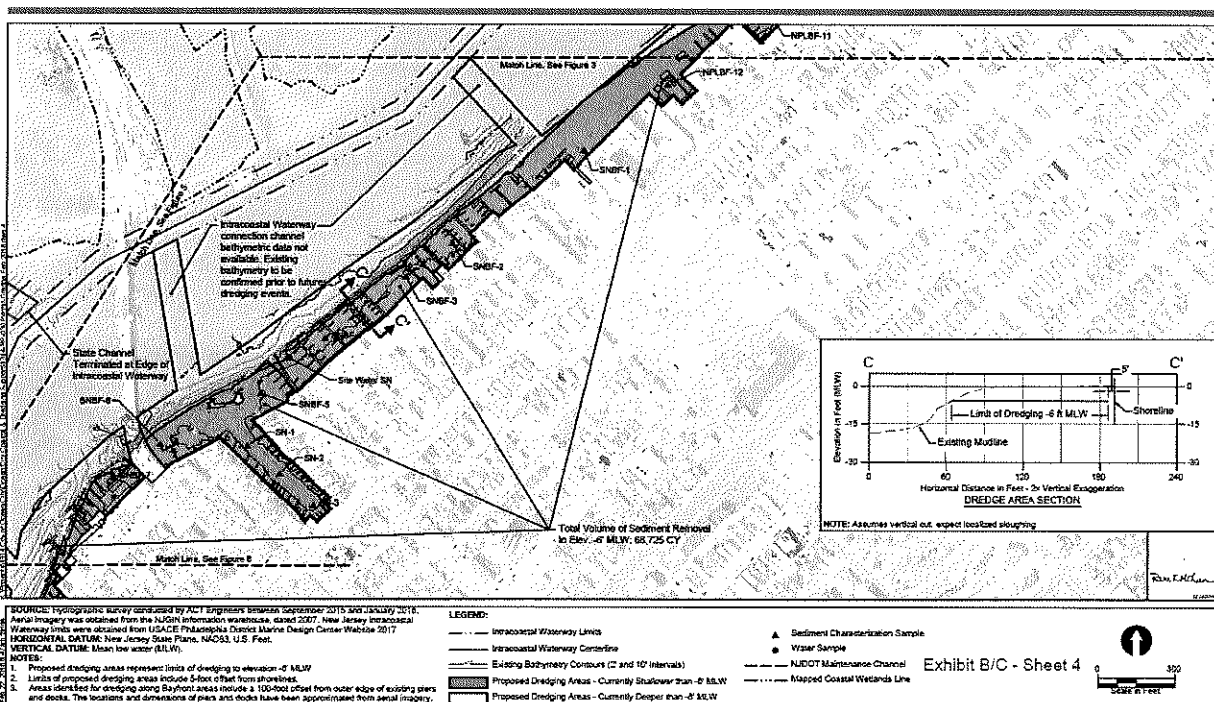 NPLBF-11
Match Line, See Figure 3
NPLBF-12
SNBF-1
Intracoastal Waterway
connection channel
bathymetric data not
available. Existing
bathymetry to be
confirmed prior to future
dredging events.
SNBF-2
C
SNBF-3
C'
State Channel
Terminated at Edge of
Intracoastal Waterway
Site Water SN
SNBF-5
SN-1
SN-2
Total Volume of Sediment Removal
to Elev. -6' MLW: 68,725 CY
Match Line, See Figure 6
C
C'
5'
Elevation in Feet (MLW)
0
-15
-30
0
-15
-30
Limit of Dredging -6 ft MLW
Shoreline
Existing Mudline
0
60
120
180
240
Horizontal Distance in Feet - 2x Vertical Exaggeration
DREDGE AREA SECTION
NOTE: Assumes vertical cut, expect localized sloughing
SOURCE: Hydrographic survey conducted by ACT Engineers between September 2015 and January 2016.
Aerial imagery was obtained from the NJGIN information warehouse, dated 2007. New Jersey Intracoastal
Waterway limits were obtained from USACE Philadelphia District Marine Design Center Website 2017
HORIZONTAL DATUM: New Jersey State Plane, NAD83, U.S. Feet.
VERTICAL DATUM: Mean low water (MLW).
NOTES:
1. Proposed dredging areas represent limits of dredging to elevation -6' MLW
2. Limits of proposed dredging areas include 5-foot offset from shorelines.
3. Areas identified for dredging along Bayfront areas include a 100-foot offset from outer edge of existing piers
and docks. The locations and dimensions of piers and docks have been approximated from aerial imagery.
LEGEND:
Intracoastal Waterway Limits
Intracoastal Waterway Centerline
Existing Bathymetry Contours (2' and 10' Intervals)
Proposed Dredging Areas - Currently Shallower than -6' MLW
Proposed Dredging Areas - Currently Deeper than -6' MLW
Sediment Characterization Sample
Water Sample
NJDOT Maintenance Channel
Mapped Coastal Wetlands Line
Exhibit B/C - Sheet 4
0
300
Scale in Feet